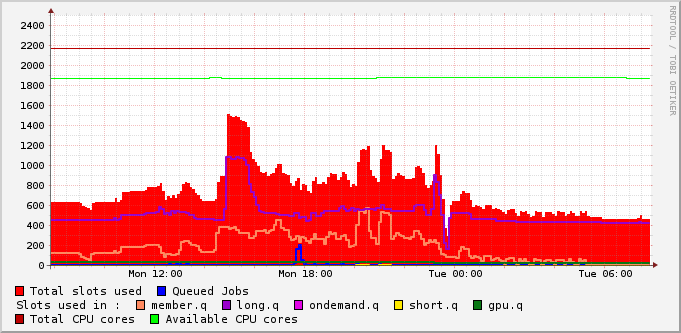 RRDTOOL / TOBI OETIKER
2400
2200
2000
1800
1600
1400
1200
1000
800
600
400
200
0
Mon 12:00 Mon 18:00 Tue 00:00 Tue 06:00
Total slots used Queued Jobs
Slots used in : member.q long.q ondemand.q short.q gpu.q
Total CPU cores Available CPU cores